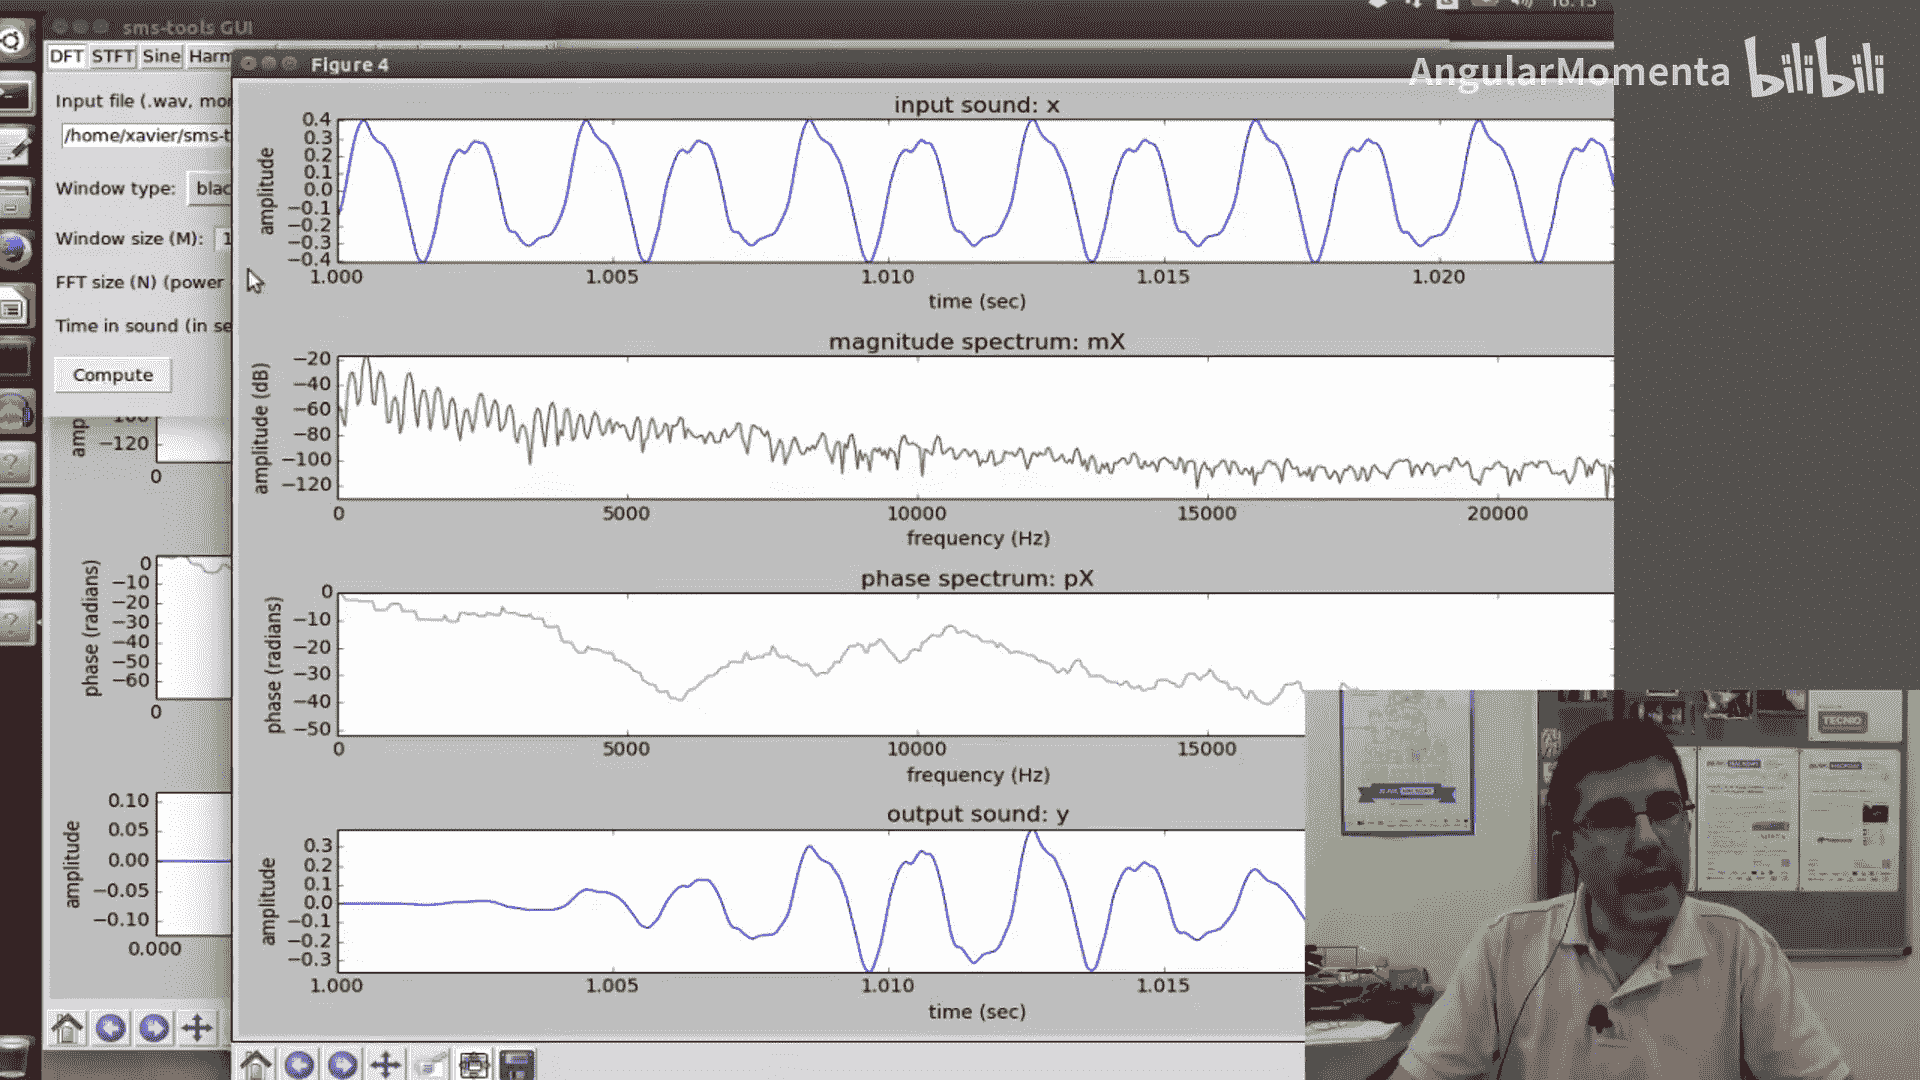 sms-tools GUI
16:13
DFT STFT Sine Harm
Figure 4
AngularMomenta bilibili
Input file (.wav, mon
/home/xavier/sms-t
Window type: blac
Window size (M): 1
FFT size (N) (power
Time in sound (in se
Compute
input sound: x
amplitude
0.4
0.3
0.2
0.1
0.0
−0.1
−0.2
−0.3
−0.4
1.000 1.005 1.010 1.015 1.020
time (sec)
magnitude spectrum: mX
amplitude (dB)
−20
−40
−60
−80
−100
−120
0 5000 10000 15000 20000
frequency (Hz)
phase spectrum: pX
phase (radians)
0
−10
−20
−30
−40
−50
0 5000 10000 15000
frequency (Hz)
output sound: y
amplitude
0.3
0.2
0.1
0.0
−0.1
−0.2
−0.3
1.000 1.005 1.010 1.015
time (sec)
amp
−120
0
phase (radians)
0
−10
−20
−30
−40
−50
−60
0
amplitude
0.10
0.05
0.00
−0.05
−0.10
0.000
TECNIO